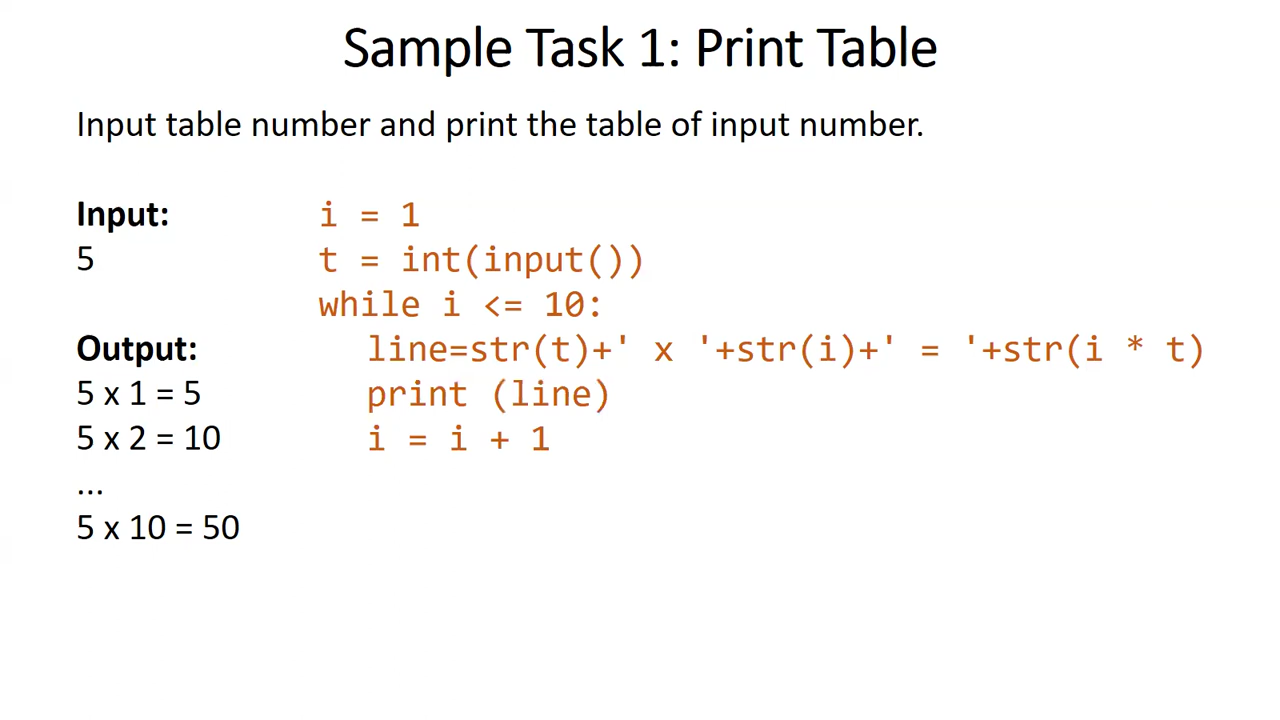 Sample Task 1: Print Table
Input table number and print the table of input number.
Input:
5
Output:
5 x 1 = 5
5 x 2 = 10
...
5 x 10 = 50
i = 1
t = int(input())
while i <= 10:
line=str(t)+' x '+str(i)+' = '+str(i * t)
print (line)
i = i + 1